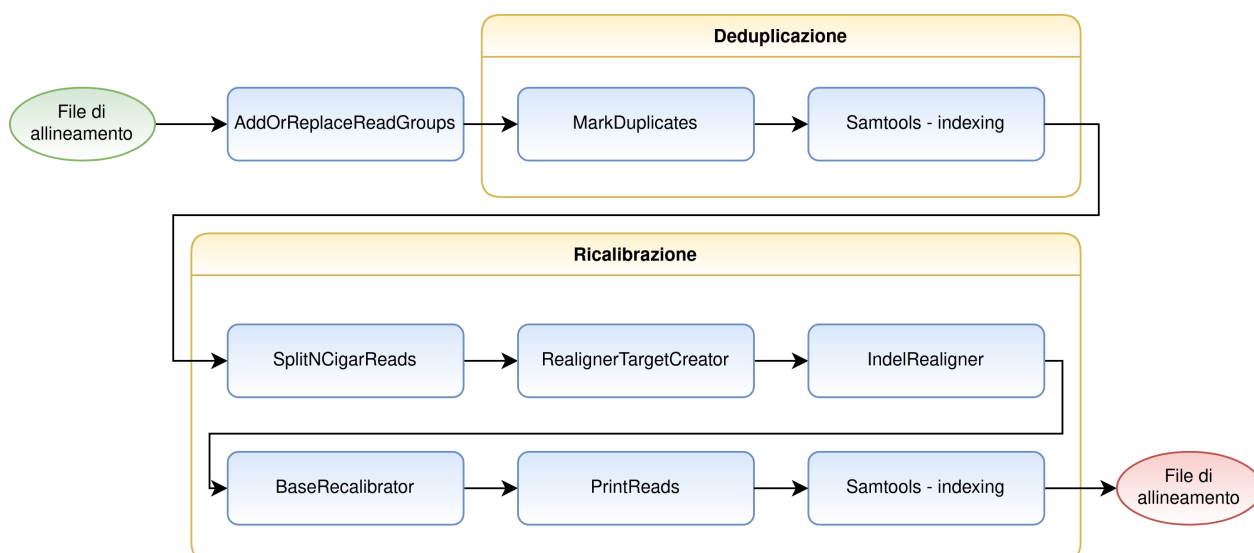 Deduplicazione
File di
allineamento
AddOrReplaceReadGroups
MarkDuplicates
Samtools - indexing
Ricalibrazione
SplitNCigarReads
RealignerTargetCreator
IndelRealigner
BaseRecalibrator
PrintReads
Samtools - indexing
File di
allineamento